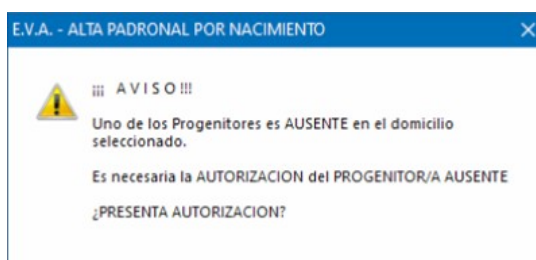 E.V.A. - ALTA PADRONAL POR NACIMIENTO
¡¡¡ A V I S O !!!
Uno de los Progenitores es AUSENTE en el domicilio
seleccionado.
Es necesaria la AUTORIZACION del PROGENITOR/A AUSENTE
¿PRESENTA AUTORIZACION?